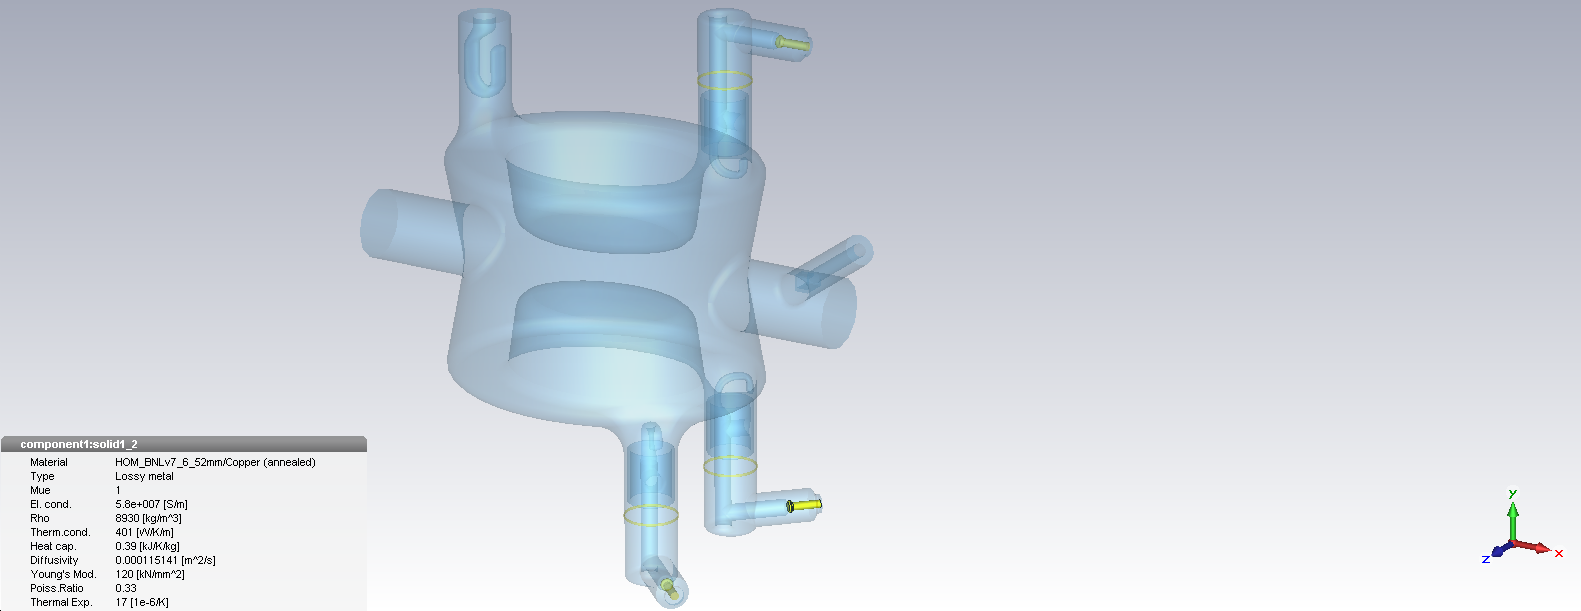 component1:solid1_2
Material HOM_BNLv7_6_52mm/Copper (annealed)
Type Lossy metal
Mue 1
El. cond. 5.8e+007 [S/m]
Rho 8930 [kg/m^3]
Therm.cond. 401 [W/K/m]
Heat cap. 0.39 [kJ/K/kg]
Diffusivity 0.000115141 [m^2/s]
Young's Mod. 120 [kN/mm^2]
Poiss.Ratio 0.33
Thermal Exp. 17 [1e-6/K]
y
z x